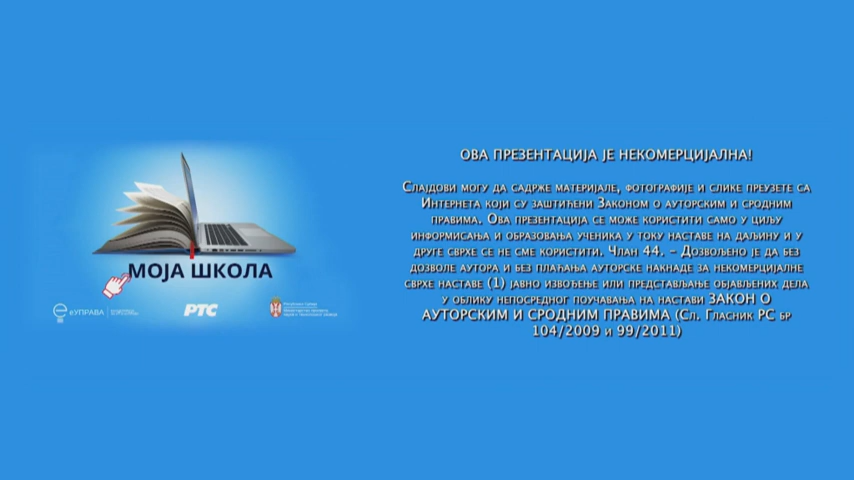 ОВА ПРЕЗЕНТАЦИЈА ЈЕ НЕКОМЕРЦИЈАЛНА!
Слајдови могу да садрже материјале, фотографије и слике преузете са
Интернета који су заштићени Законом о ауторским и сродним
правима. Ова презентација се може користити само у циљу
информисања и образовања ученика у току наставе на даљину и у
друге сврхе се не сме користити. Члан 44. – Дозвољено је да без
дозволе аутора и без плаћања ауторске накнаде за некомерцијалне
сврхе наставе (1) јавно извођење или представљање објављених дела
у облику непосредног поучавања на настави ЗАКОН О
АУТОРСКИМ И СРОДНИМ ПРАВИМА (Сл. Гласник РС бр
104/2009 и 99/2011)
МОЈА ШКОЛА
еУПРАВА
РТС